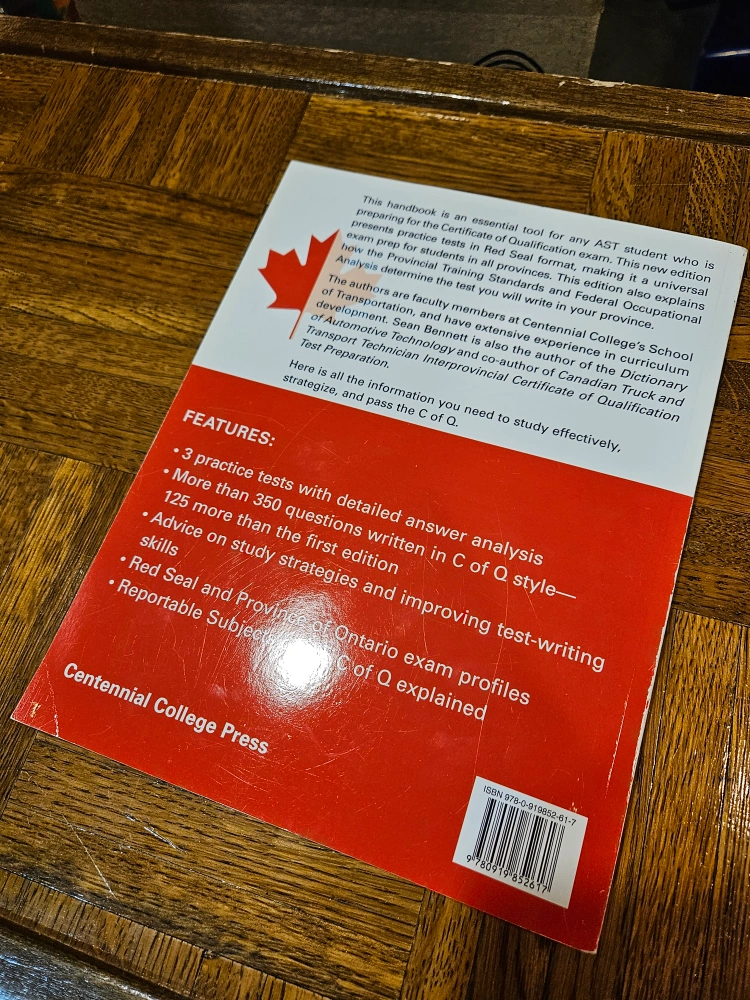 This handbook is an essential tool for any AST student who is
preparing for the Certificate of Qualification exam. This new edition
presents practice tests in Red Seal format, making it a universal
exam prep for students in all provinces. This edition also explains
how the Provincial Training Standards and Federal Occupational
Analysis determine the test you will write in your province.
The authors are faculty members at Centennial College's School
of Transportation, and have extensive experience in curriculum
development. Sean Bennett is also the author of the Dictionary
of Automotive Technology and co-author of Canadian Truck and
Transport Technician Interprovincial Certificate of Qualification
Test Preparation.
Here is all the information you need to study effectively,
strategize, and pass the C of Q.
FEATURES:
• 3 practice tests with detailed answer analysis
• More than 350 questions written in C of Q style—
125 more than the first edition
• Advice on study strategies and improving test-writing
skills
• Red Seal and Province of Ontario exam profiles
• Reportable C of Q explained
Centennial College Press
ISBN 978-0-919852-61-7
9 780919 852617